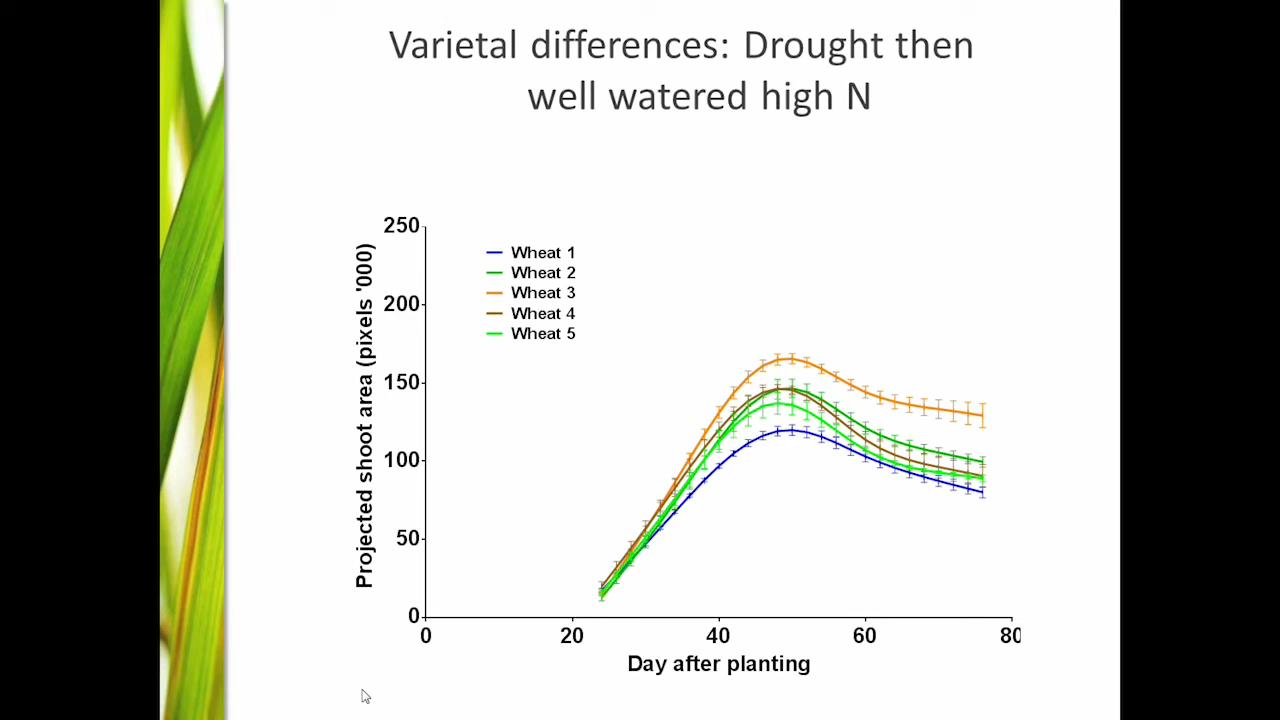 Varietal differences: Drought then
well watered high N
250
200
150
100
50
0
Projected shoot area (pixels '000)
Wheat 1
Wheat 2
Wheat 3
Wheat 4
Wheat 5
0 20 40 60 80
Day after planting